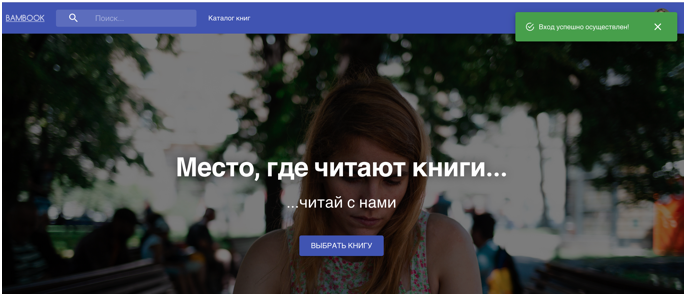 BAMBOOK
Поиск...
Каталог книг
Вход успешно осуществлен!
Место, где читают книги...
...читай с нами
ВЫБРАТЬ КНИГУ